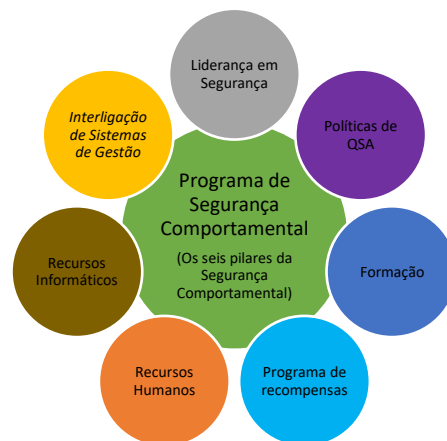 Liderança em
Segurança
Políticas de
QSA
Formação
Programa de
recompensas
Recursos
Humanos
Recursos
Informáticos
Interligação
de Sistemas
de Gestão
Programa de
Segurança
Comportamental
(Os seis pilares da
Segurança
Comportamental)